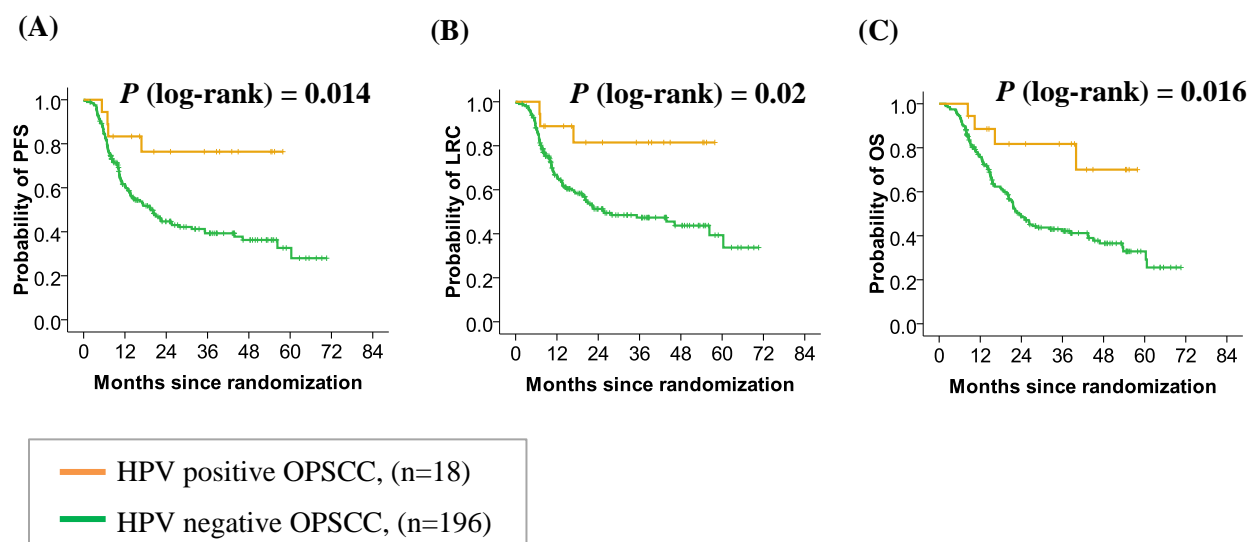 (A)
P (log-rank) = 0.014
Probability of PFS
1.0
0.8
0.6
0.4
0.2
0.0
0 12 24 36 48 60 72 84
Months since randomization
(B)
P (log-rank) = 0.02
Probability of LRC
1.0
0.8
0.6
0.4
0.2
0.0
0 12 24 36 48 60 72 84
Months since randomization
(C)
P (log-rank) = 0.016
Probability of OS
1.0
0.8
0.6
0.4
0.2
0.0
0 12 24 36 48 60 72 84
Months since randomization
HPV positive OPSCC, (n=18)
HPV negative OPSCC, (n=196)